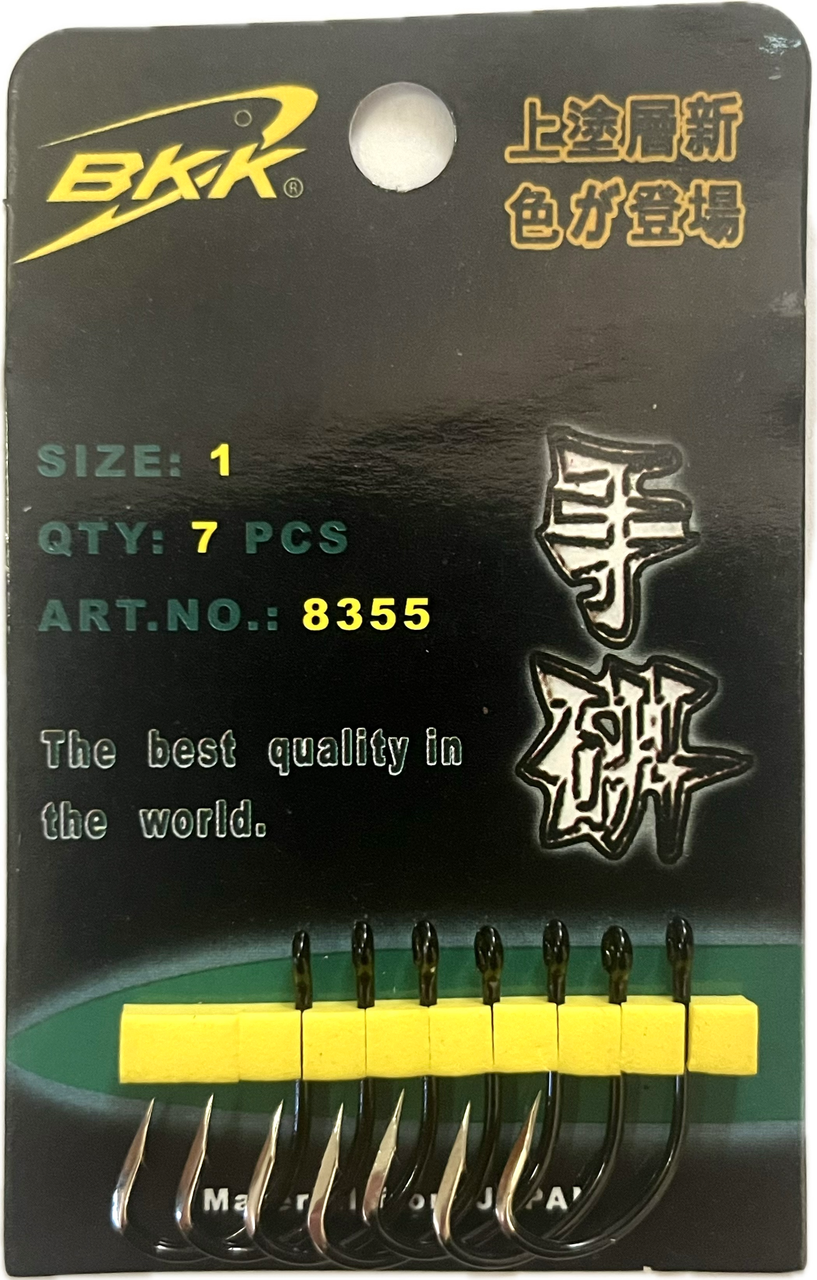 BKK®
上塗層新
色が登場
SIZE: 1
QTY: 7 PCS
ART.NO.: 8355
手
The best quality in
the world.